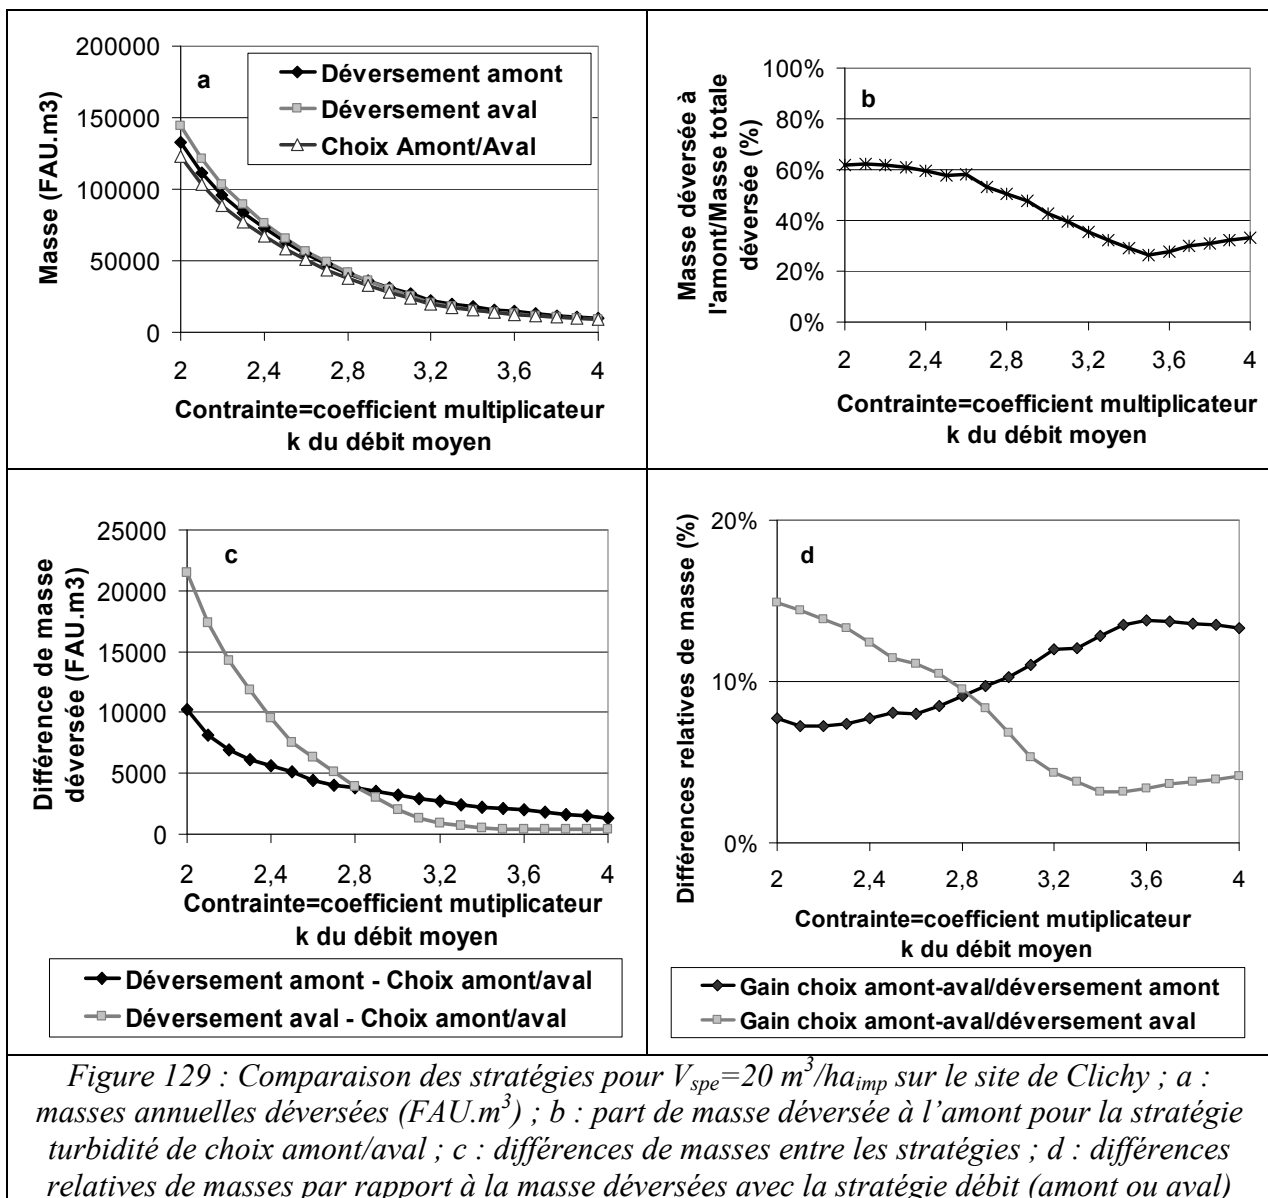 200000
150000
100000
50000
0
Masse (FAU.m3)
a
Déversement amont
Déversement aval
Choix Amont/Aval
2 2,4 2,8 3,2 3,6 4
Contrainte=coefficient multiplicateur
k du débit moyen
100%
80%
60%
40%
20%
0%
Masse déversée à
l'amont/Masse totale
déversée (%)
b
2 2,4 2,8 3,2 3,6 4
Contrainte=coefficient multiplicateur
k du débit moyen
25000
20000
15000
10000
5000
0
Différence de masse
déversée (FAU.m3)
c
2 2,4 2,8 3,2 3,6 4
Contrainte=coefficient mutiplicateur
k du débit moyen
Déversement amont - Choix amont/aval
Déversement aval - Choix amont/aval
20%
10%
0%
Différences relatives de masse (%)
d
2 2,4 2,8 3,2 3,6 4
Contrainte=coefficient mutiplicateur
k du débit moyen
Gain choix amont-aval/déversement amont
Gain choix amont-aval/déversement aval
Figure 129 : Comparaison des stratégies pour Vspe=20 m3/haimp sur le site de Clichy ; a :
masses annuelles déversées (FAU.m3) ; b : part de masse déversée à l’amont pour la stratégie
turbidité de choix amont/aval ; c : différences de masses entre les stratégies ; d : différences
relatives de masses par rapport à la masse déversées avec la stratégie débit (amont ou aval)